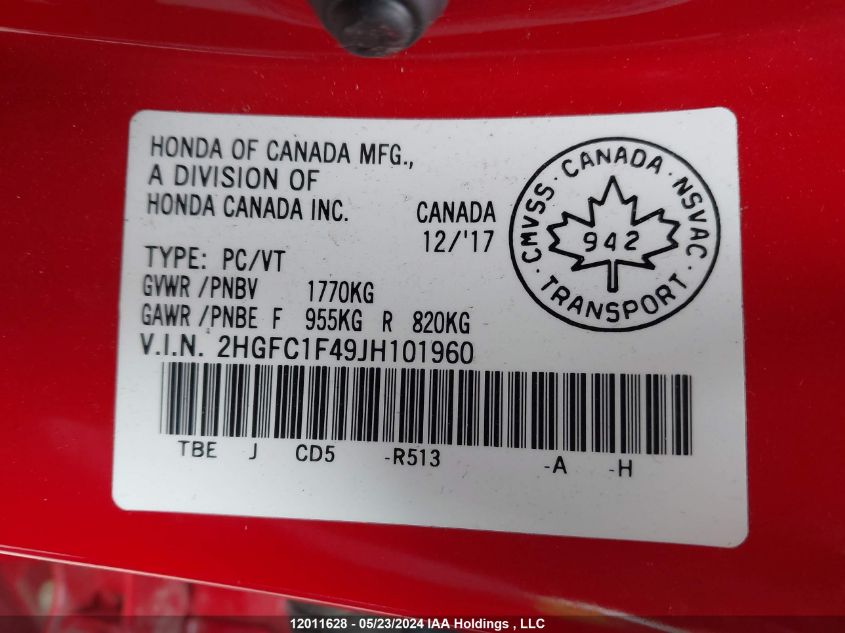 HONDA OF CANADA MFG.,
A DIVISION OF
HONDA CANADA INC. CANADA
12/'17
TYPE: PC/VT
GVWR /PNBV 1770KG
GAWR /PNBE F 955KG R 820KG
V.I.N. 2HGFC1F49JH101960
TBE J CD5 -R513 -A -H
CMVSS · CANADA · NSVAC
942
· TRANSPORT ·
12011628 - 05/23/2024 IAA Holdings , LLC